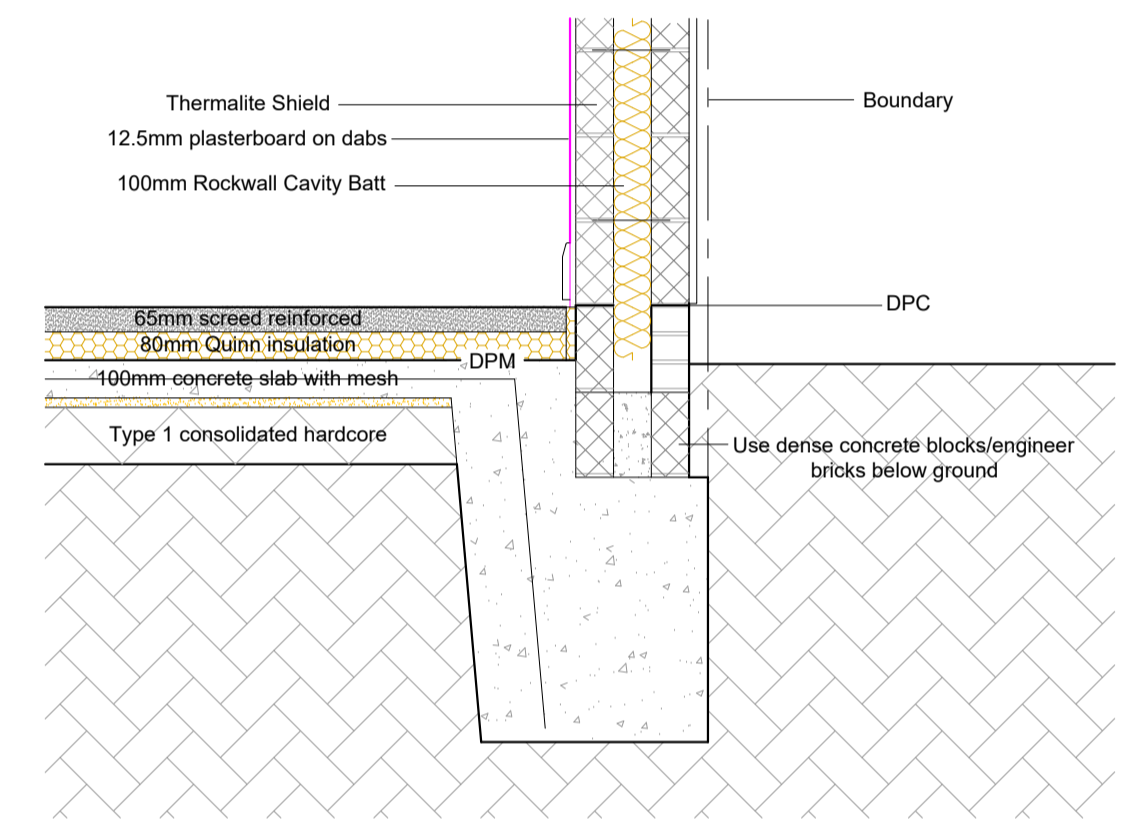 Thermalite Shield
Boundary
12.5mm plasterboard on dabs
100mm Rockwall Cavity Batt
DPC
65mm screed reinforced
80mm Quinn insulation
DPM
100mm concrete slab with mesh
Type 1 consolidated hardcore
Use dense concrete blocks/engineer
bricks below ground